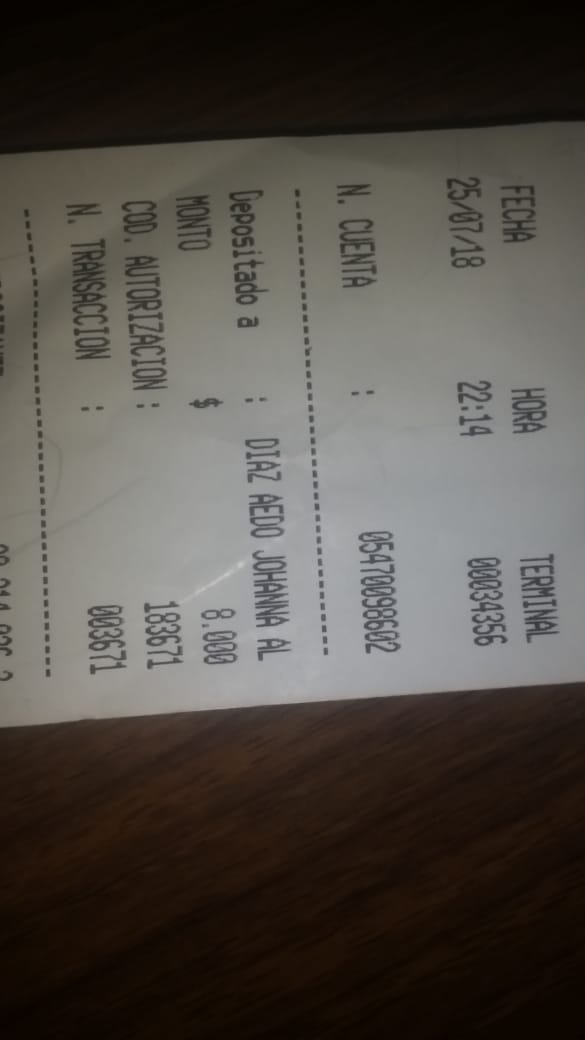 FECHA HORA TERMINAL
25/07/18 22:14 00034356
N. CUENTA : 05470098602
--------------------------------
Depositado a : DIAZ AEDO JOHANNA AL
MONTO $ 8.000
COD. AUTORIZACION : 183671
N. TRANSACCION : 003671
--------------------------------